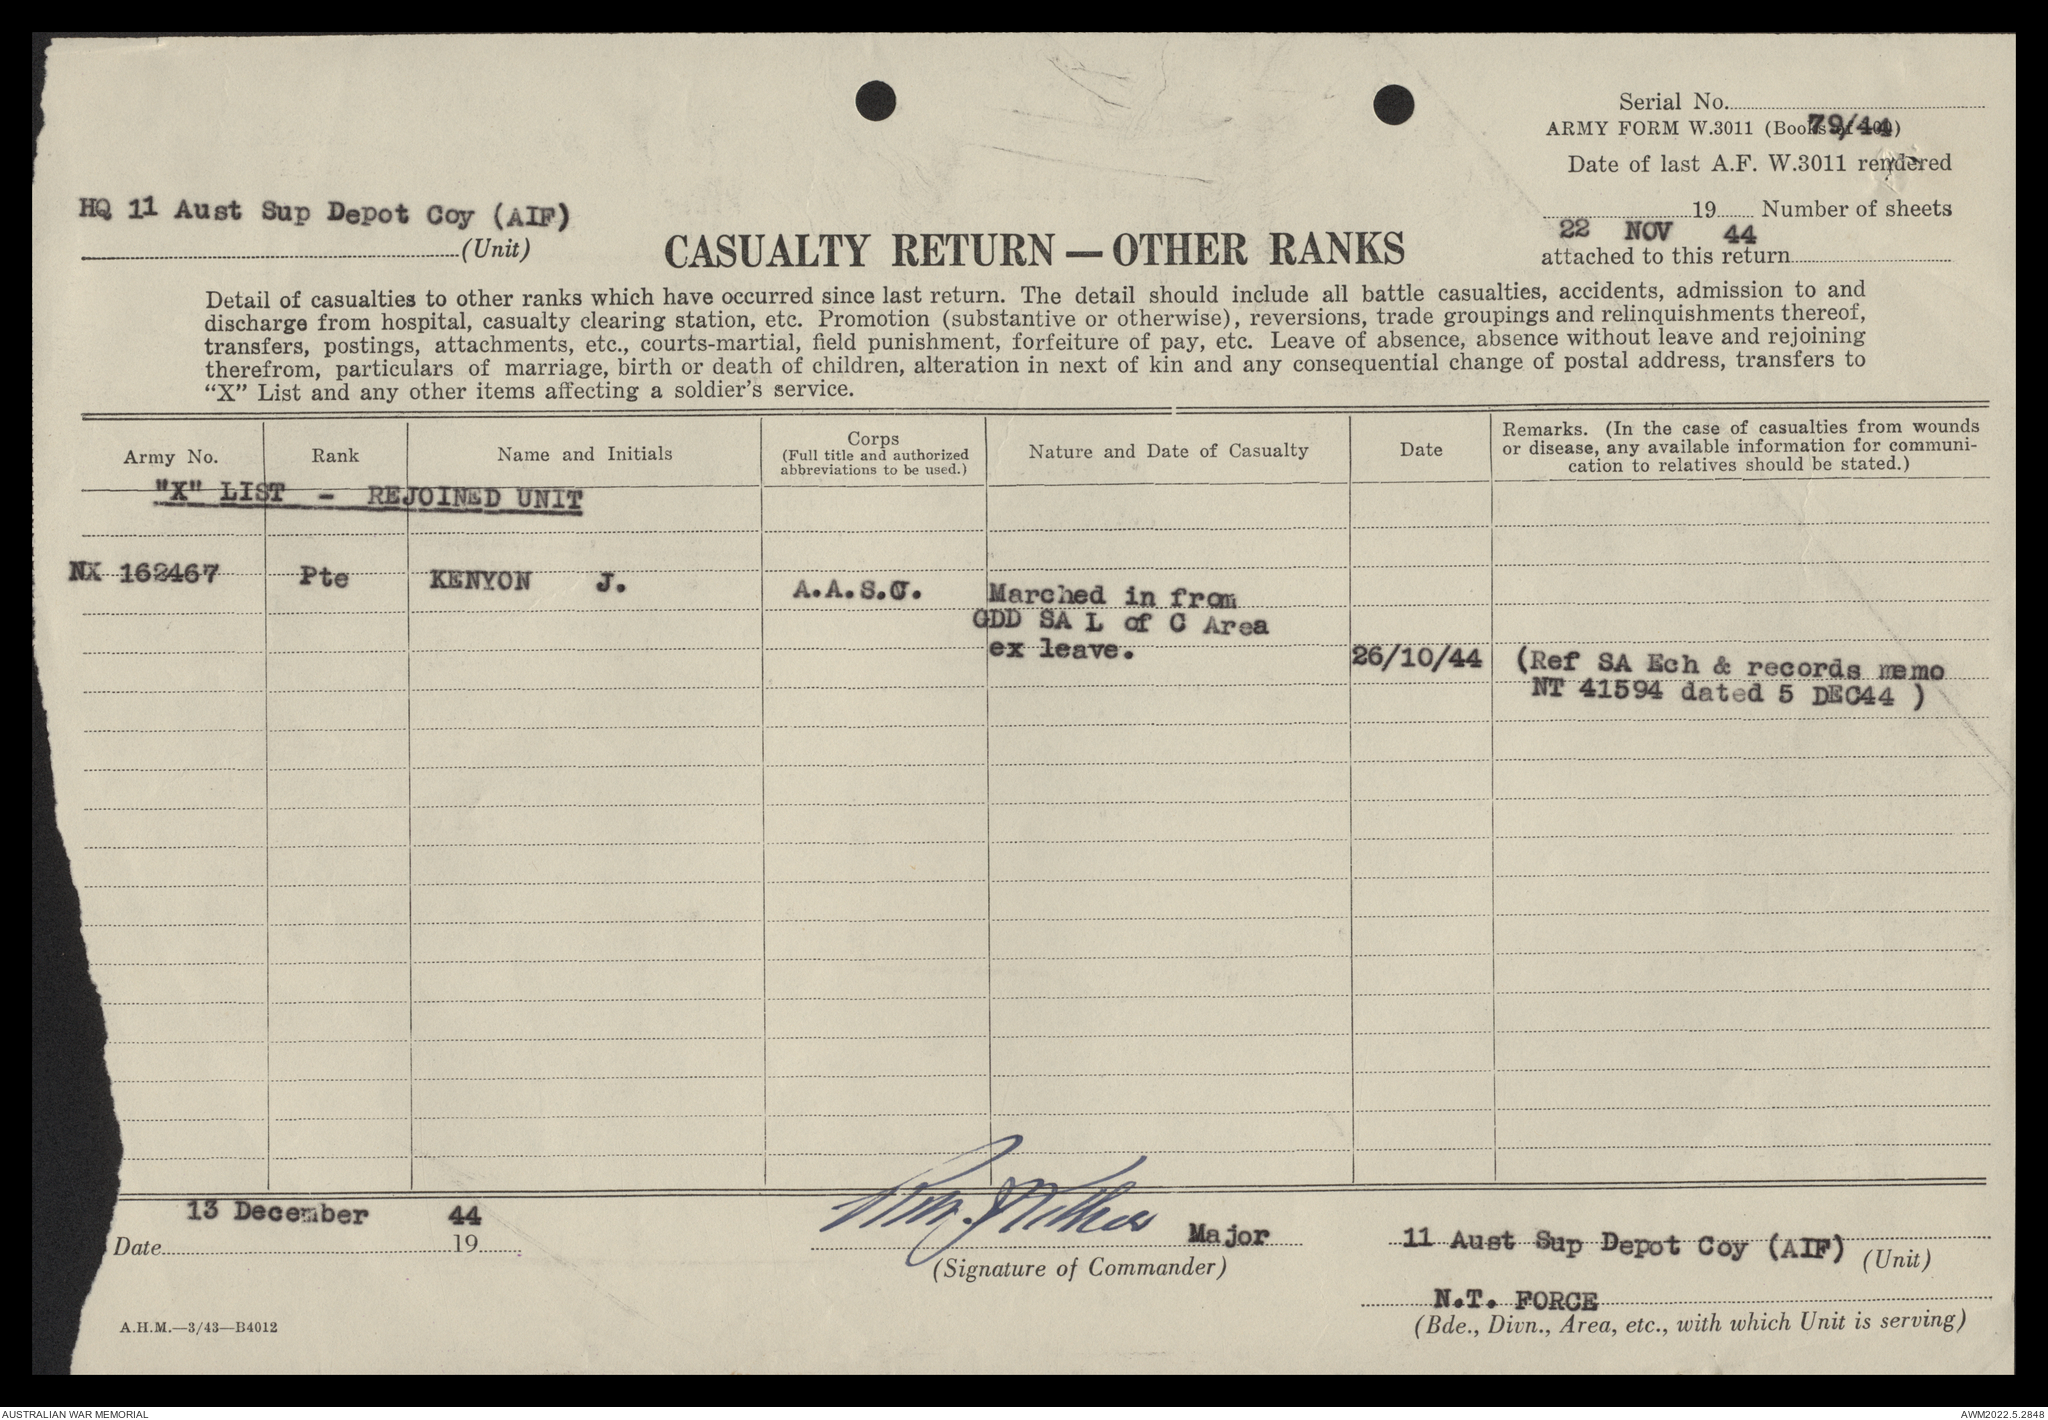 Serial No.
79/44
ARMY FORM W.3011 (Books of 100)
Date of last A.F. W.3011 rendered
19 Number of sheets
22 NOV 44
attached to this return
HQ 11 Aust Sup Depot Coy (AIF)
(Unit)
CASUALTY RETURN — OTHER RANKS
Detail of casualties to other ranks which have occurred since last return. The detail should include all battle casualties, accidents, admission to and
discharge from hospital, casualty clearing station, etc. Promotion (substantive or otherwise), reversions, trade groupings and relinquishments thereof,
transfers, postings, attachments, etc., courts-martial, field punishment, forfeiture of pay, etc. Leave of absence, absence without leave and rejoining
therefrom, particulars of marriage, birth or death of children, alteration in next of kin and any consequential change of postal address, transfers to
“X” List and any other items affecting a soldier’s service.
Army No.
Rank
Name and Initials
Corps
(Full title and authorized
abbreviations to be used.)
Nature and Date of Casualty
Date
Remarks. (In the case of casualties from wounds
or disease, any available information for communi-
cation to relatives should be stated.)
"X" LIST - REJOINED UNIT
NX 162467 Pte KENYON J. A.A.S.C. Marched in from
GDD SA L of C Area
ex leave. 26/10/44 (Ref SA Ech & records memo
NT 41594 dated 5 DEC44 )
13 December 44
Date 19
Major
(Signature of Commander)
11 Aust Sup Depot Coy (AIF) (Unit)
N.T. FORCE
(Bde., Divn., Area, etc., with which Unit is serving)
A.H.M.—3/43—B4012
AUSTRALIAN WAR MEMORIAL
AWM2022.5.2848